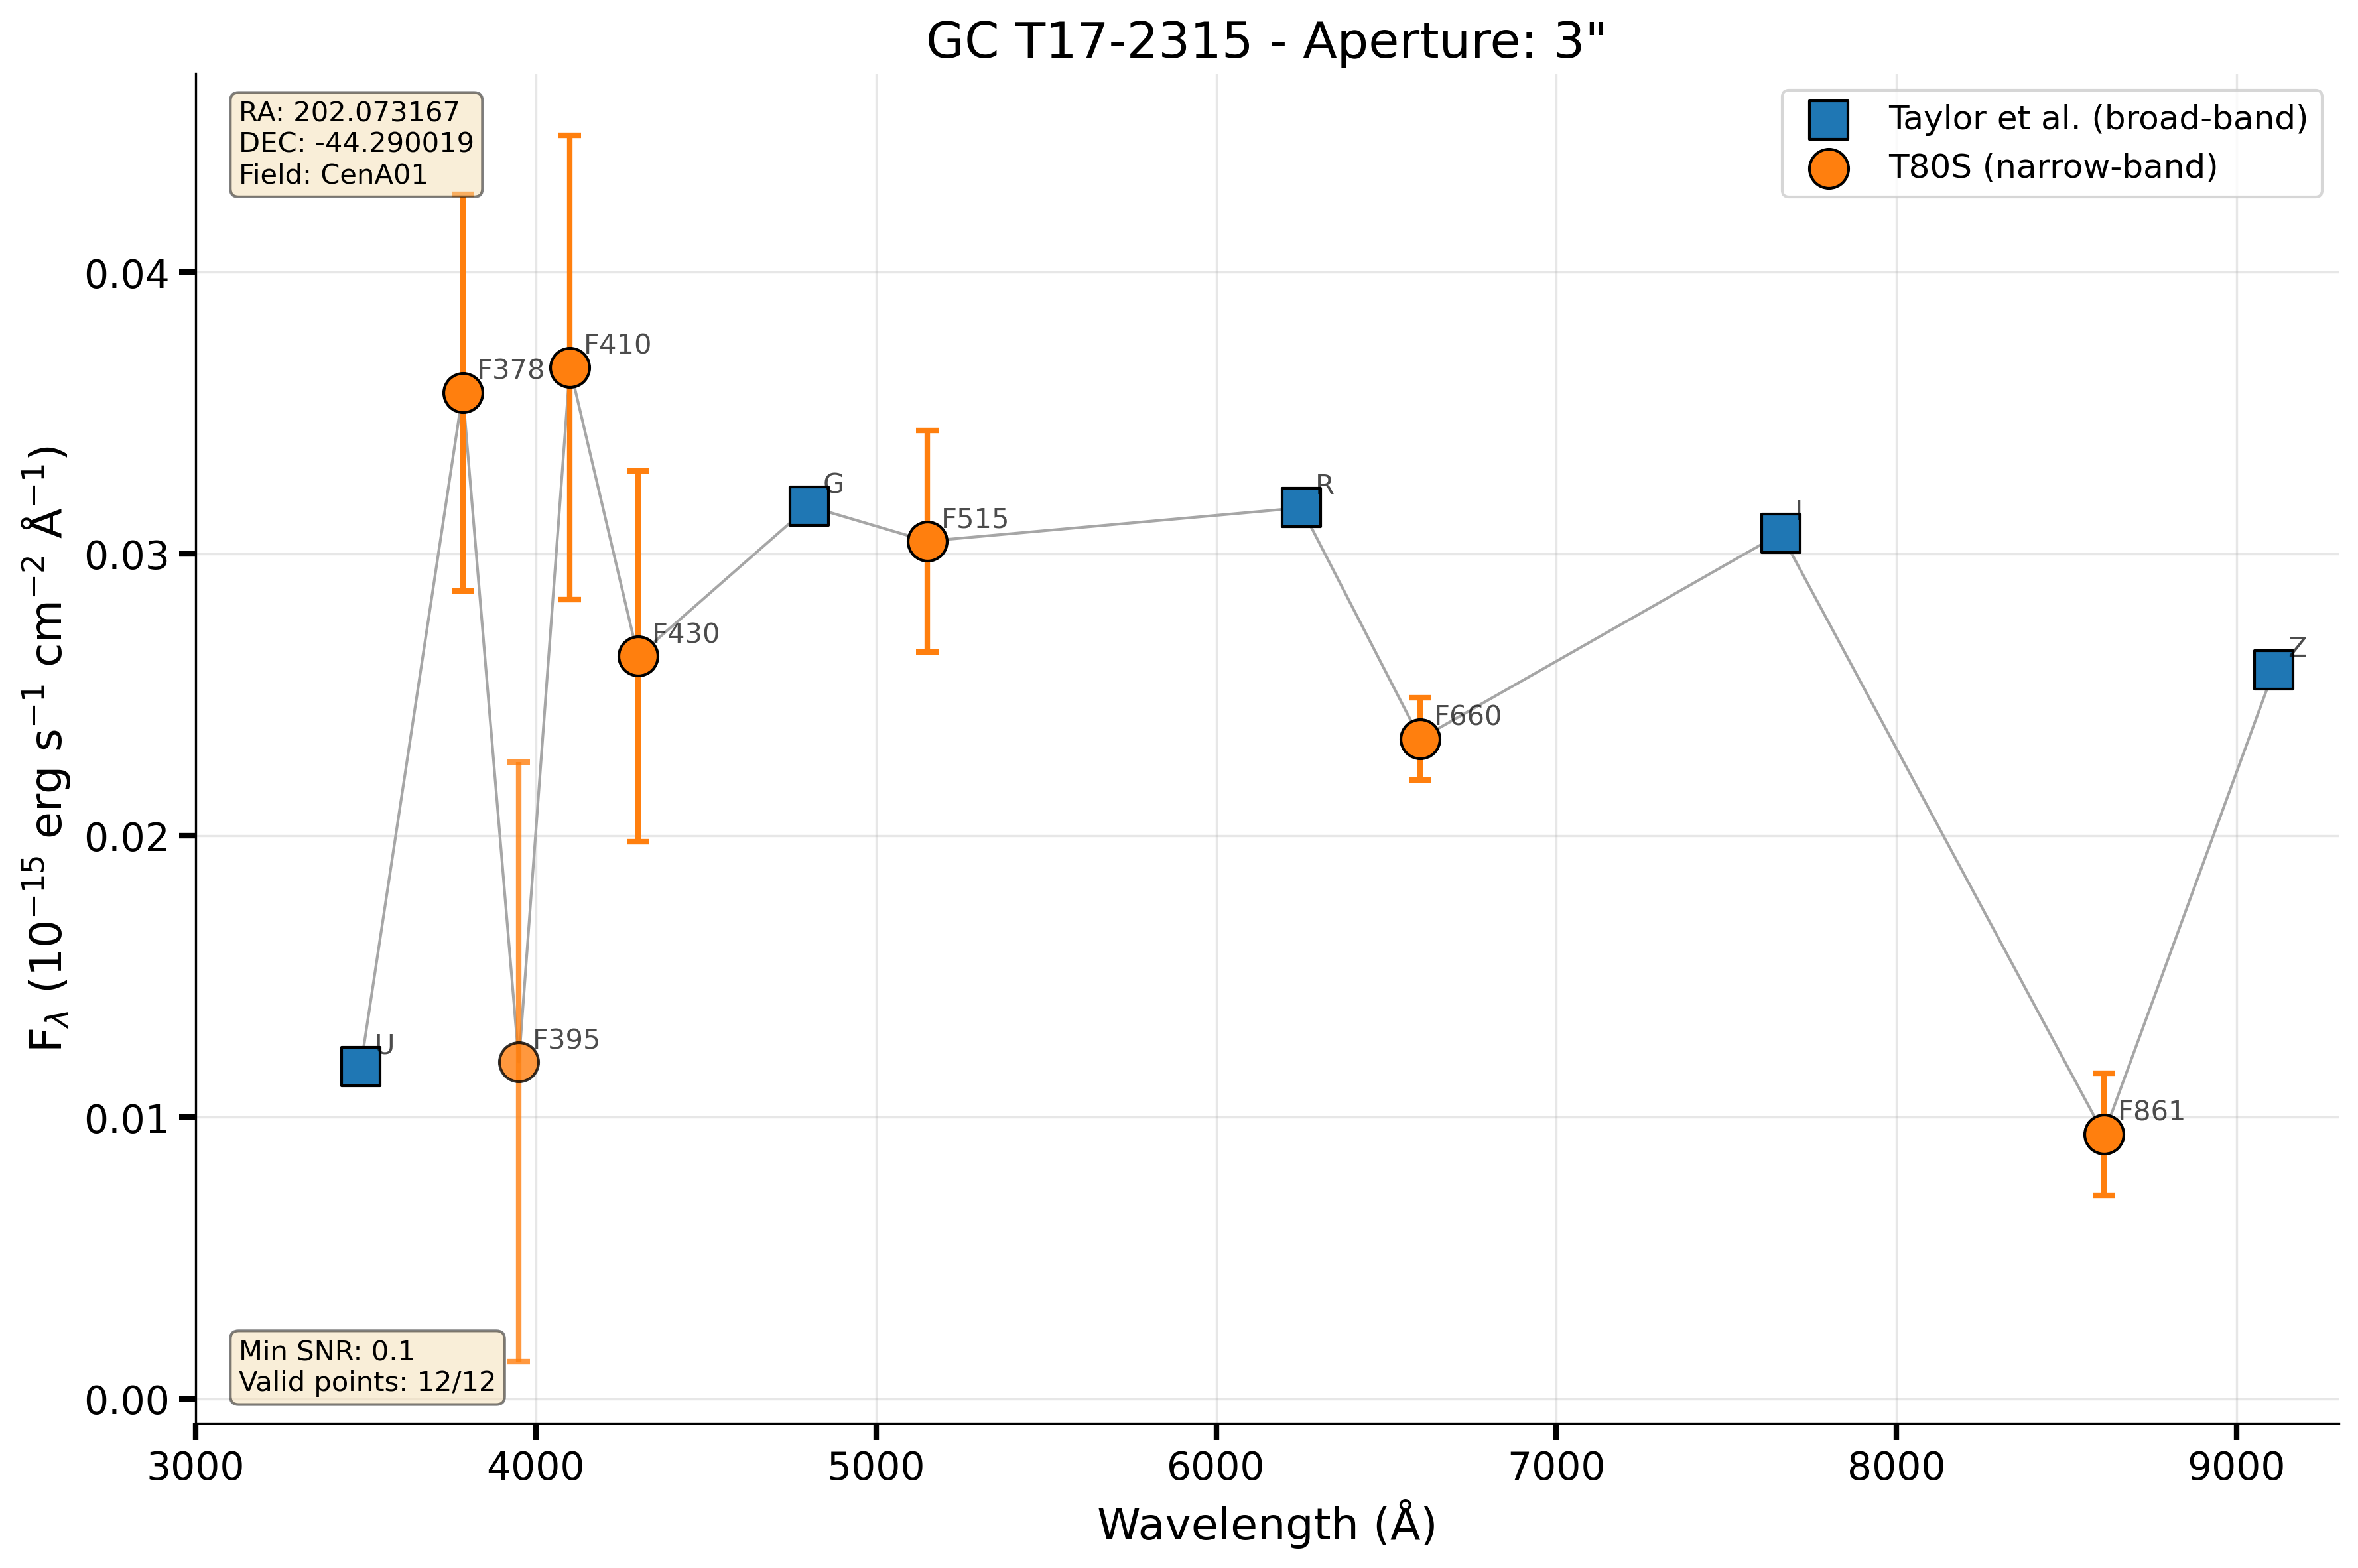 GC T17-2315 - Aperture: 3"
RA: 202.073167
DEC: -44.290019
Field: CenA01
Taylor et al. (broad-band)
T80S (narrow-band)
F378
F410
F430
G
F515
R
F660
I
Z
U
F395
F861
Min SNR: 0.1
Valid points: 12/12
0.04
0.03
0.02
0.01
0.00
F_λ (10⁻¹⁵ erg s⁻¹ cm⁻² Å⁻¹)
3000 4000 5000 6000 7000 8000 9000
Wavelength (Å)